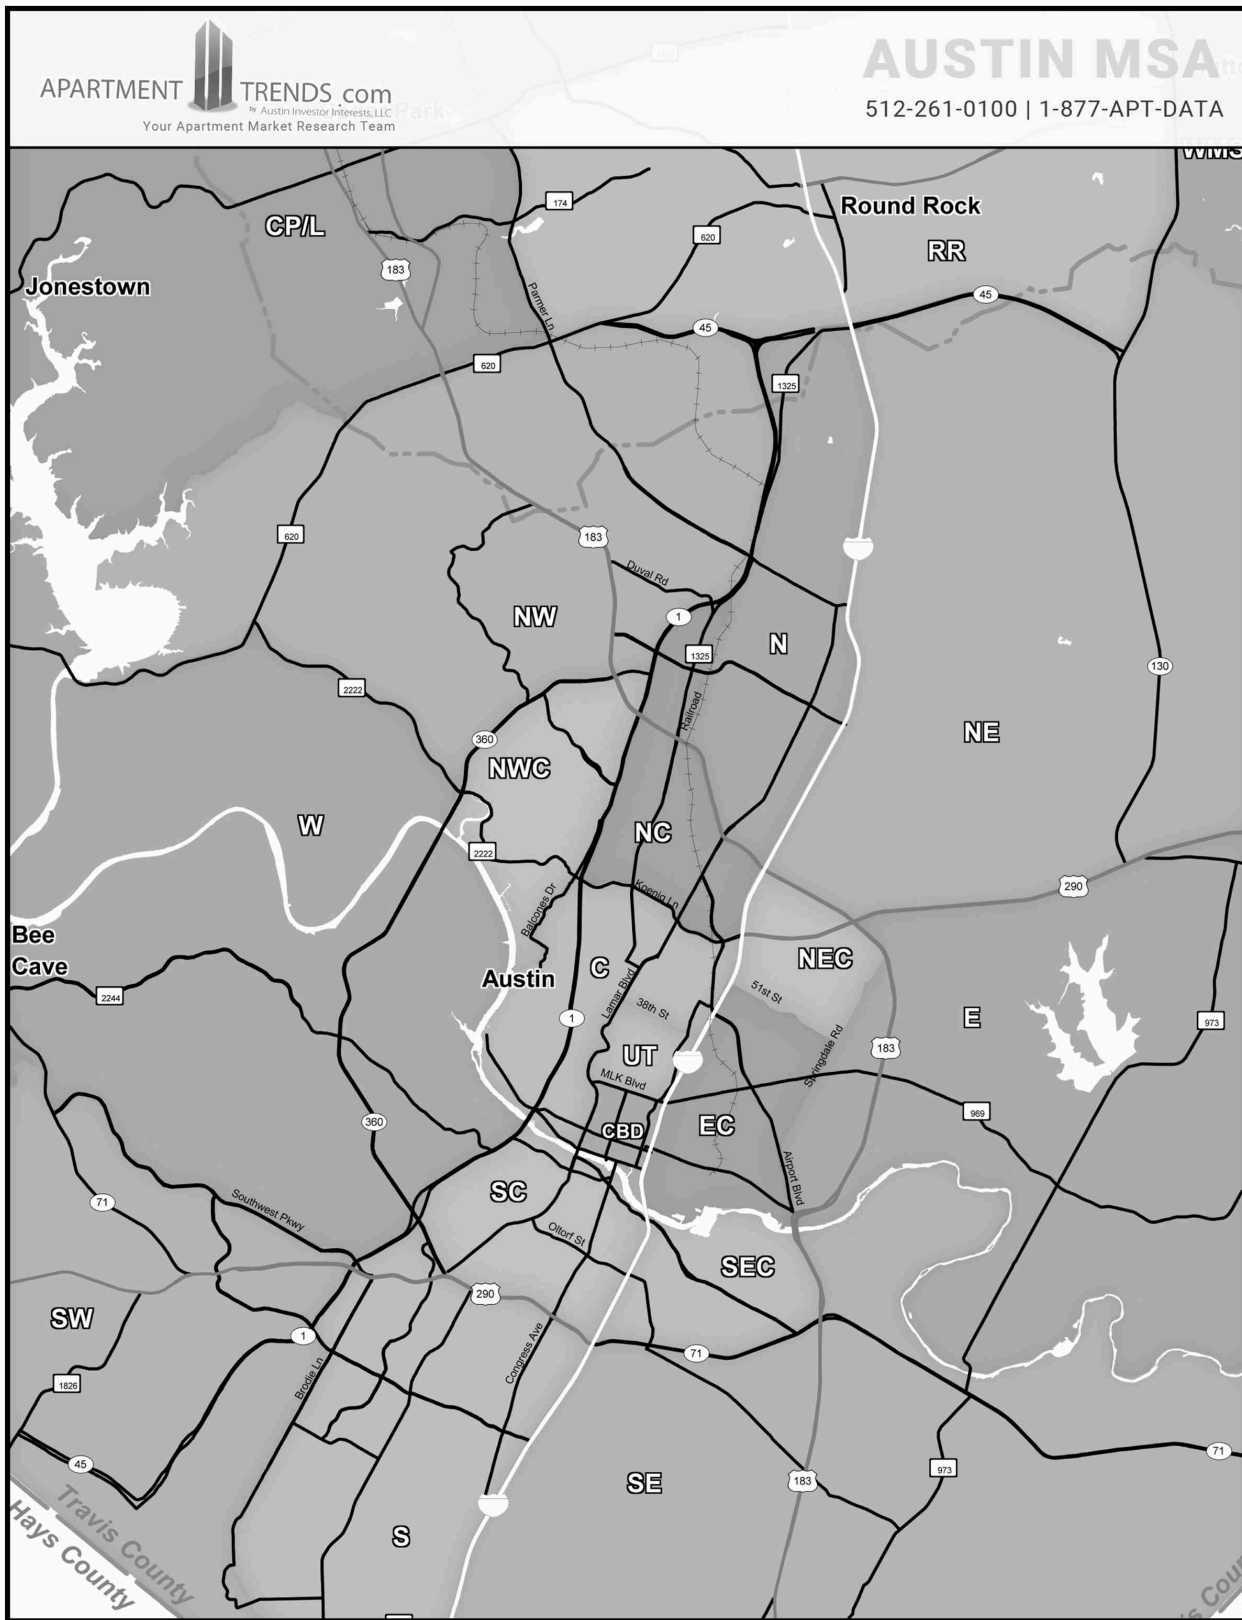 APARTMENT TRENDS.com
by Austin Investor Interests, LLC
Your Apartment Market Research Team
AUSTIN MSA
512-261-0100 | 1-877-APT-DATA
174
Round Rock
CP/L
620
RR
183
Jonestown
45
Parmer Ln
45
620
1325
620
183
Duval Rd
NW
1
N
1325
130
2222
Railroad
NE
360
NWC
W
NC
2222
290
Koenig Ln
Balcones Dr
Bee
Cave
NEC
C
Austin
2244
Lamar Blvd
51st St
38th St
1
E
973
183
Springdale Rd
UT
MLK Blvd
969
360
EC
CBD
Airport Blvd
SC
71
Southwest Pkwy
Oltorf St
SEC
290
SW
1
71
Congress Ave
Brodie Ln
1826
71
45
973
183
SE
Travis County
Hays County
S